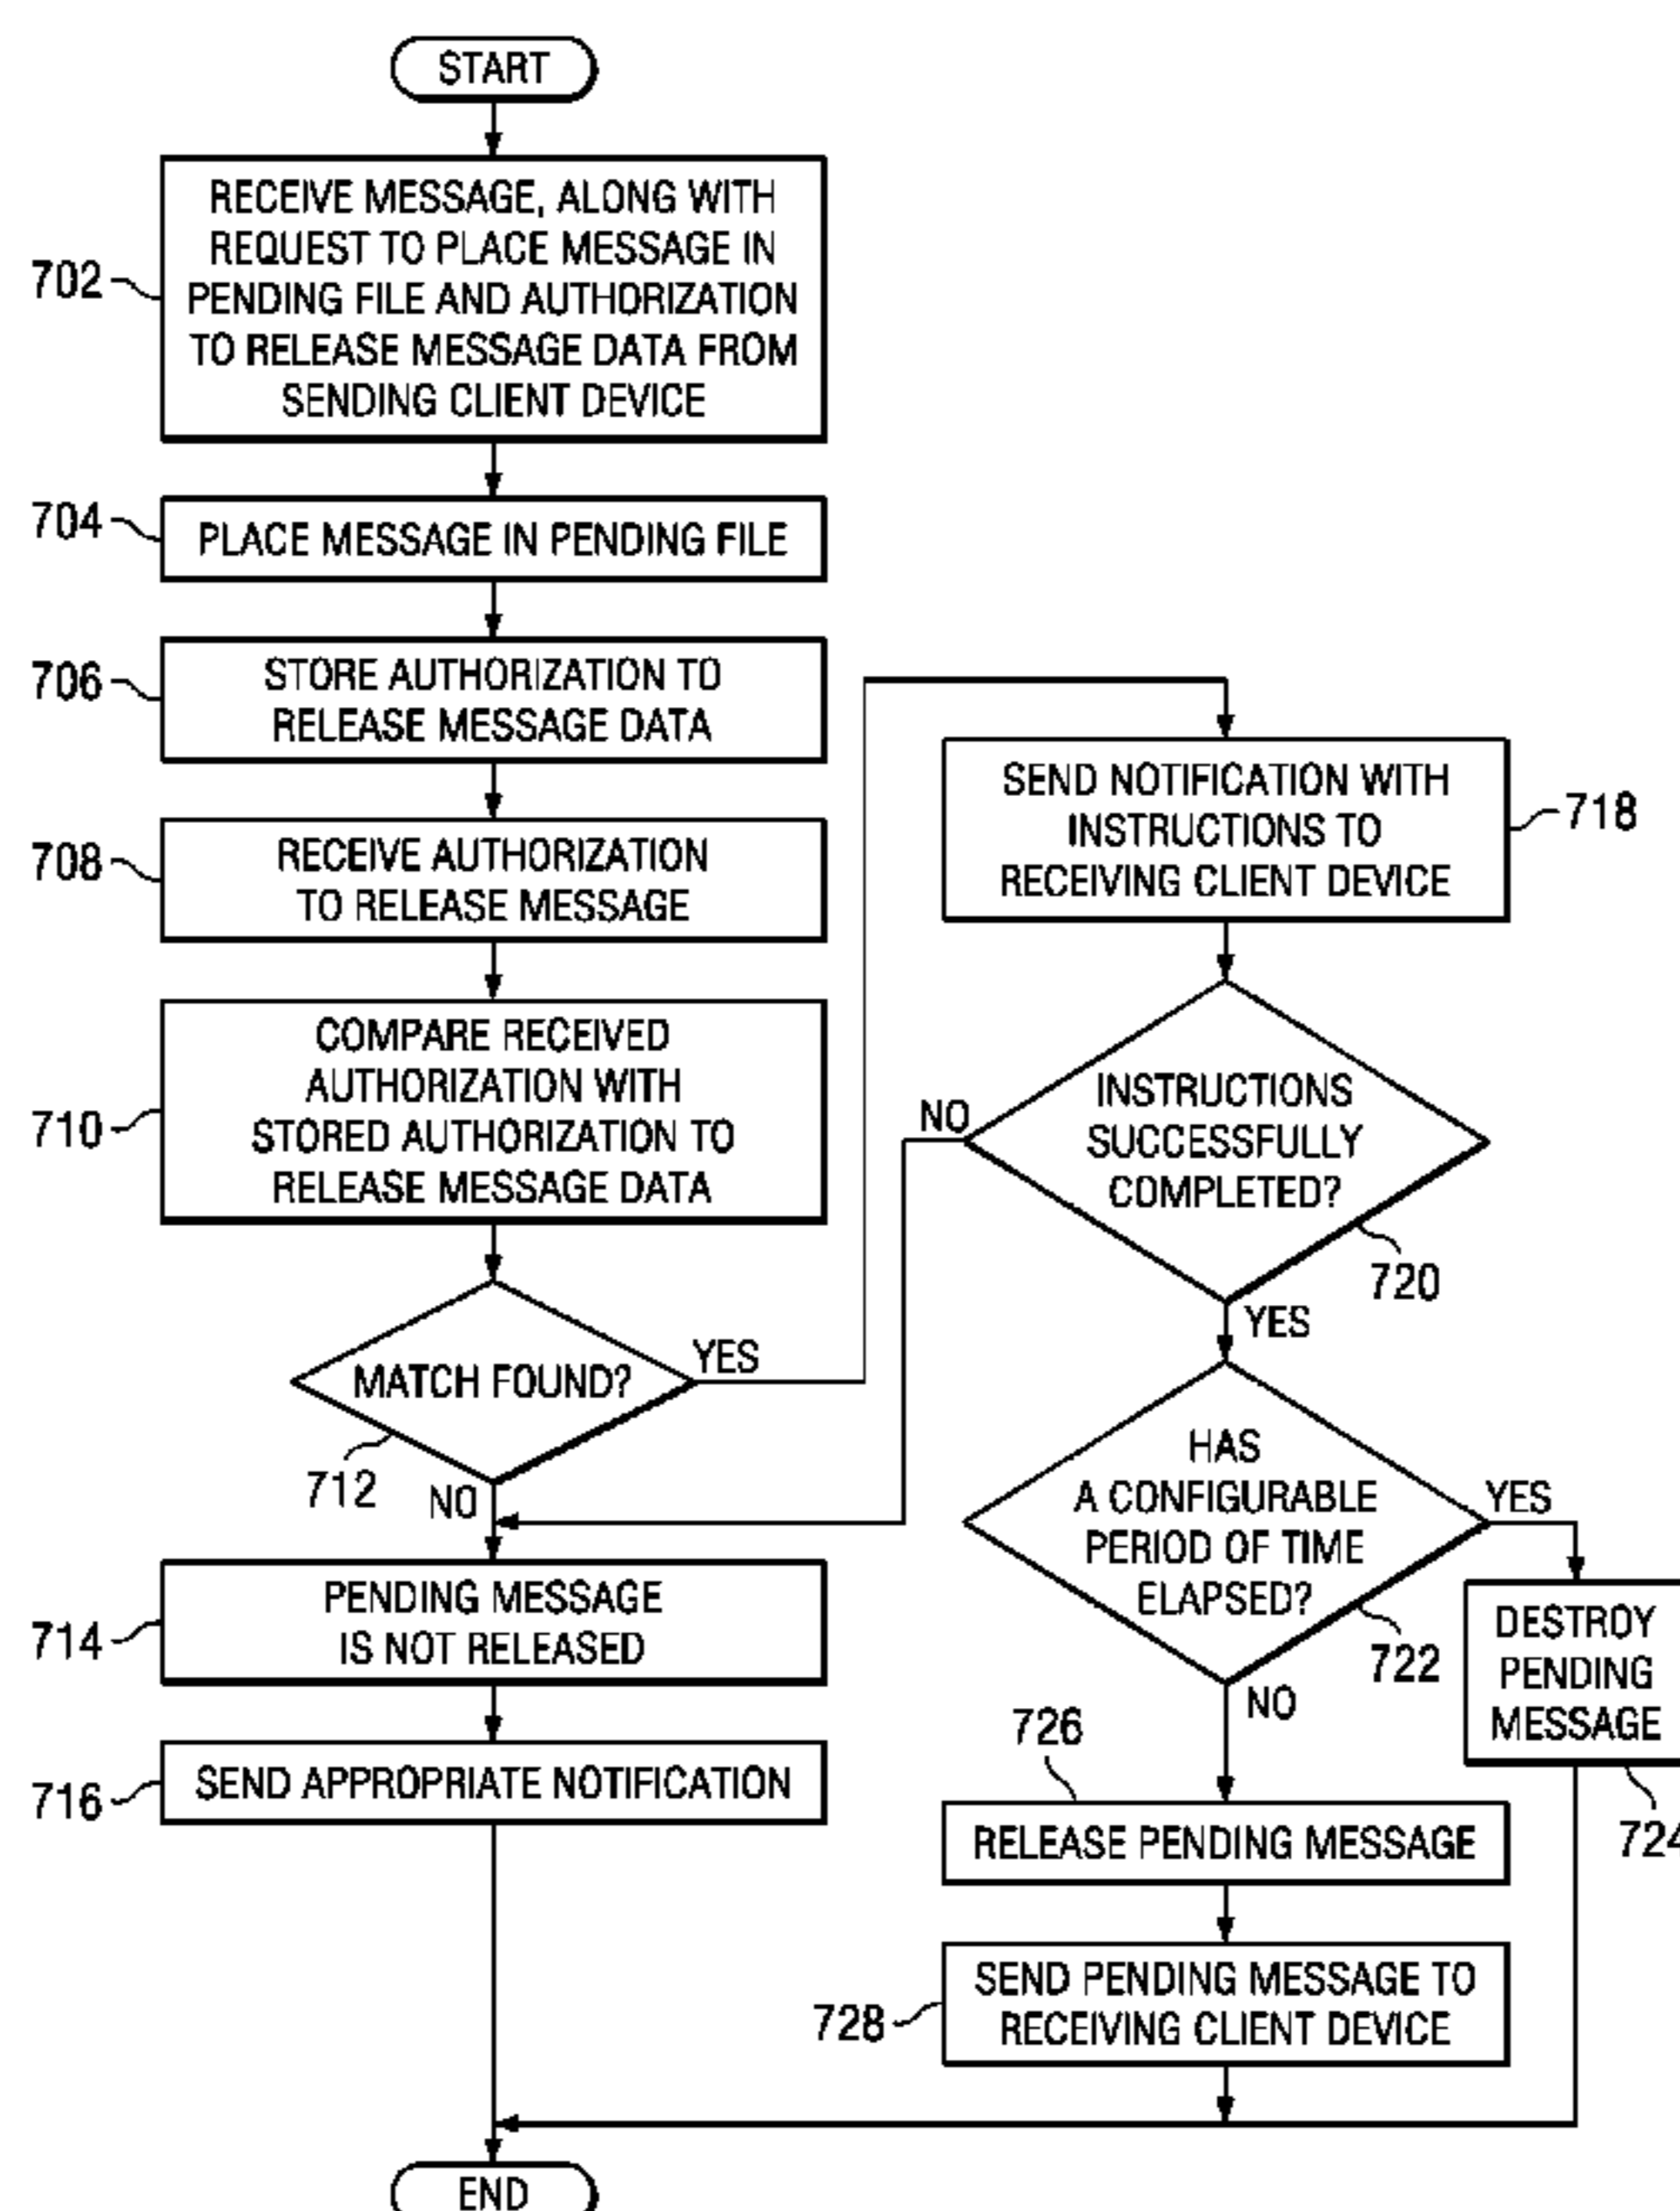 START
702
RECEIVE MESSAGE, ALONG WITH
REQUEST TO PLACE MESSAGE IN
PENDING FILE AND AUTHORIZATION
TO RELEASE MESSAGE DATA FROM
SENDING CLIENT DEVICE
704
PLACE MESSAGE IN PENDING FILE
706
STORE AUTHORIZATION TO
RELEASE MESSAGE DATA
708
RECEIVE AUTHORIZATION
TO RELEASE MESSAGE
710
COMPARE RECEIVED
AUTHORIZATION WITH
STORED AUTHORIZATION TO
RELEASE MESSAGE DATA
MATCH FOUND?
YES
712
NO
714
PENDING MESSAGE
IS NOT RELEASED
716
SEND APPROPRIATE NOTIFICATION
SEND NOTIFICATION WITH
INSTRUCTIONS TO
RECEIVING CLIENT DEVICE
718
NO
INSTRUCTIONS
SUCCESSFULLY
COMPLETED?
720
YES
HAS
A CONFIGURABLE
PERIOD OF TIME
ELAPSED?
YES
722
NO
DESTROY
PENDING
MESSAGE
724
726
RELEASE PENDING MESSAGE
728
SEND PENDING MESSAGE TO
RECEIVING CLIENT DEVICE
END